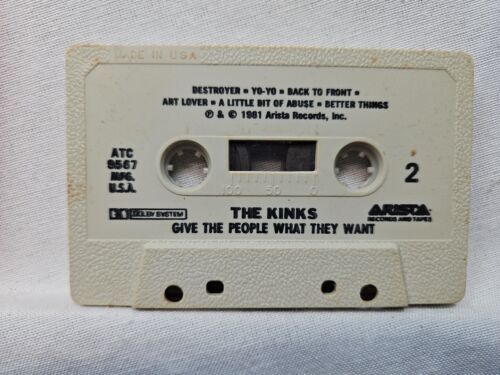 MADE IN USA
DESTROYER • YO-YO • BACK TO FRONT •
ART LOVER • A LITTLE BIT OF ABUSE • BETTER THINGS
℗ & © 1981 Arista Records, Inc.
ATC
9567
MFG.
U.S.A.
2
100 50 0
DOLBY SYSTEM
THE KINKS
ARISTA
RECORDS AND TAPES
GIVE THE PEOPLE WHAT THEY WANT